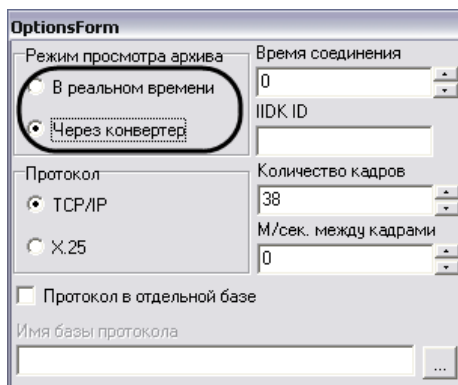 OptionsForm
Режим просмотра архива
В реальном времени
Через конвертер
Время соединения
0
IIDK ID
Протокол
TCP/IP
X.25
Количество кадров
38
М/сек. между кадрами
0
Протокол в отдельной базе
Имя базы протокола
...